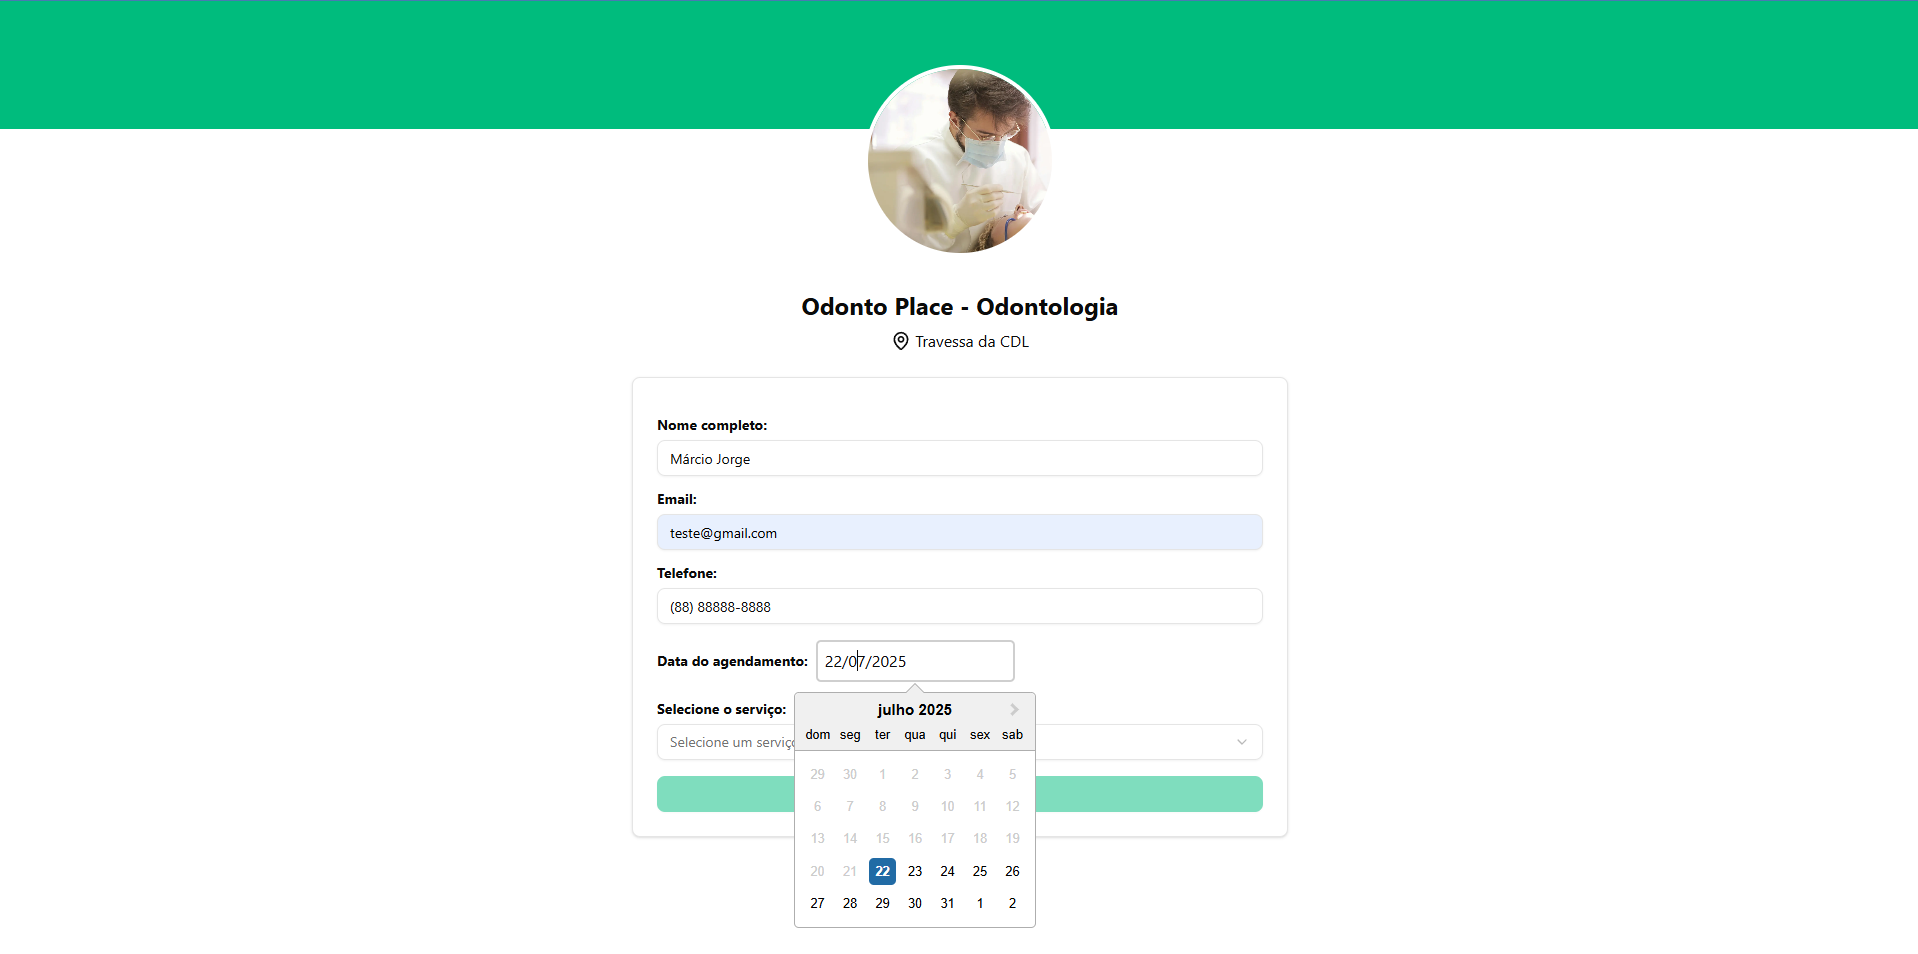 Odonto Place - Odontologia
Travessa da CDL
Nome completo:
Márcio Jorge
Email:
teste@gmail.com
Telefone:
(88) 88888-8888
Data do agendamento: 22/07/2025
Selecione o serviço:
Selecione um serviç
julho 2025
dom seg ter qua qui sex sab
29 30 1 2 3 4 5
6 7 8 9 10 11 12
13 14 15 16 17 18 19
20 21 22 23 24 25 26
27 28 29 30 31 1 2